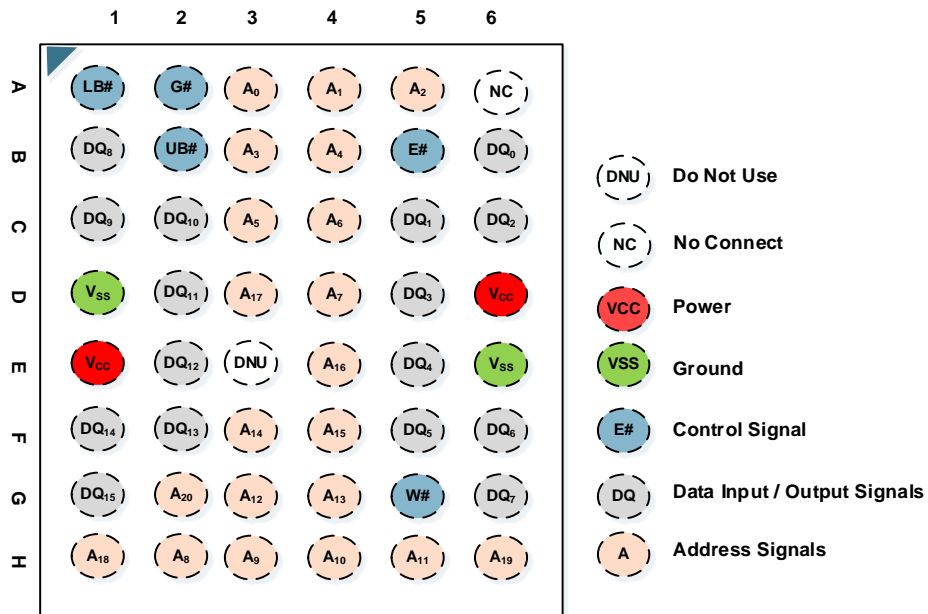 1 2 3 4 5 6
A LB# G# A0 A1 A2 NC
B DQ8 UB# A3 A4 E# DQ0
C DQ9 DQ10 A5 A6 DQ1 DQ2
D VSS DQ11 A17 A7 DQ3 VCC
E VCC DQ12 DNU A16 DQ4 VSS
F DQ14 DQ13 A14 A15 DQ5 DQ6
G DQ15 A20 A12 A13 W# DQ7
H A18 A8 A9 A10 A11 A19
DNU Do Not Use
NC No Connect
VCC Power
VSS Ground
E# Control Signal
DQ Data Input / Output Signals
A Address Signals